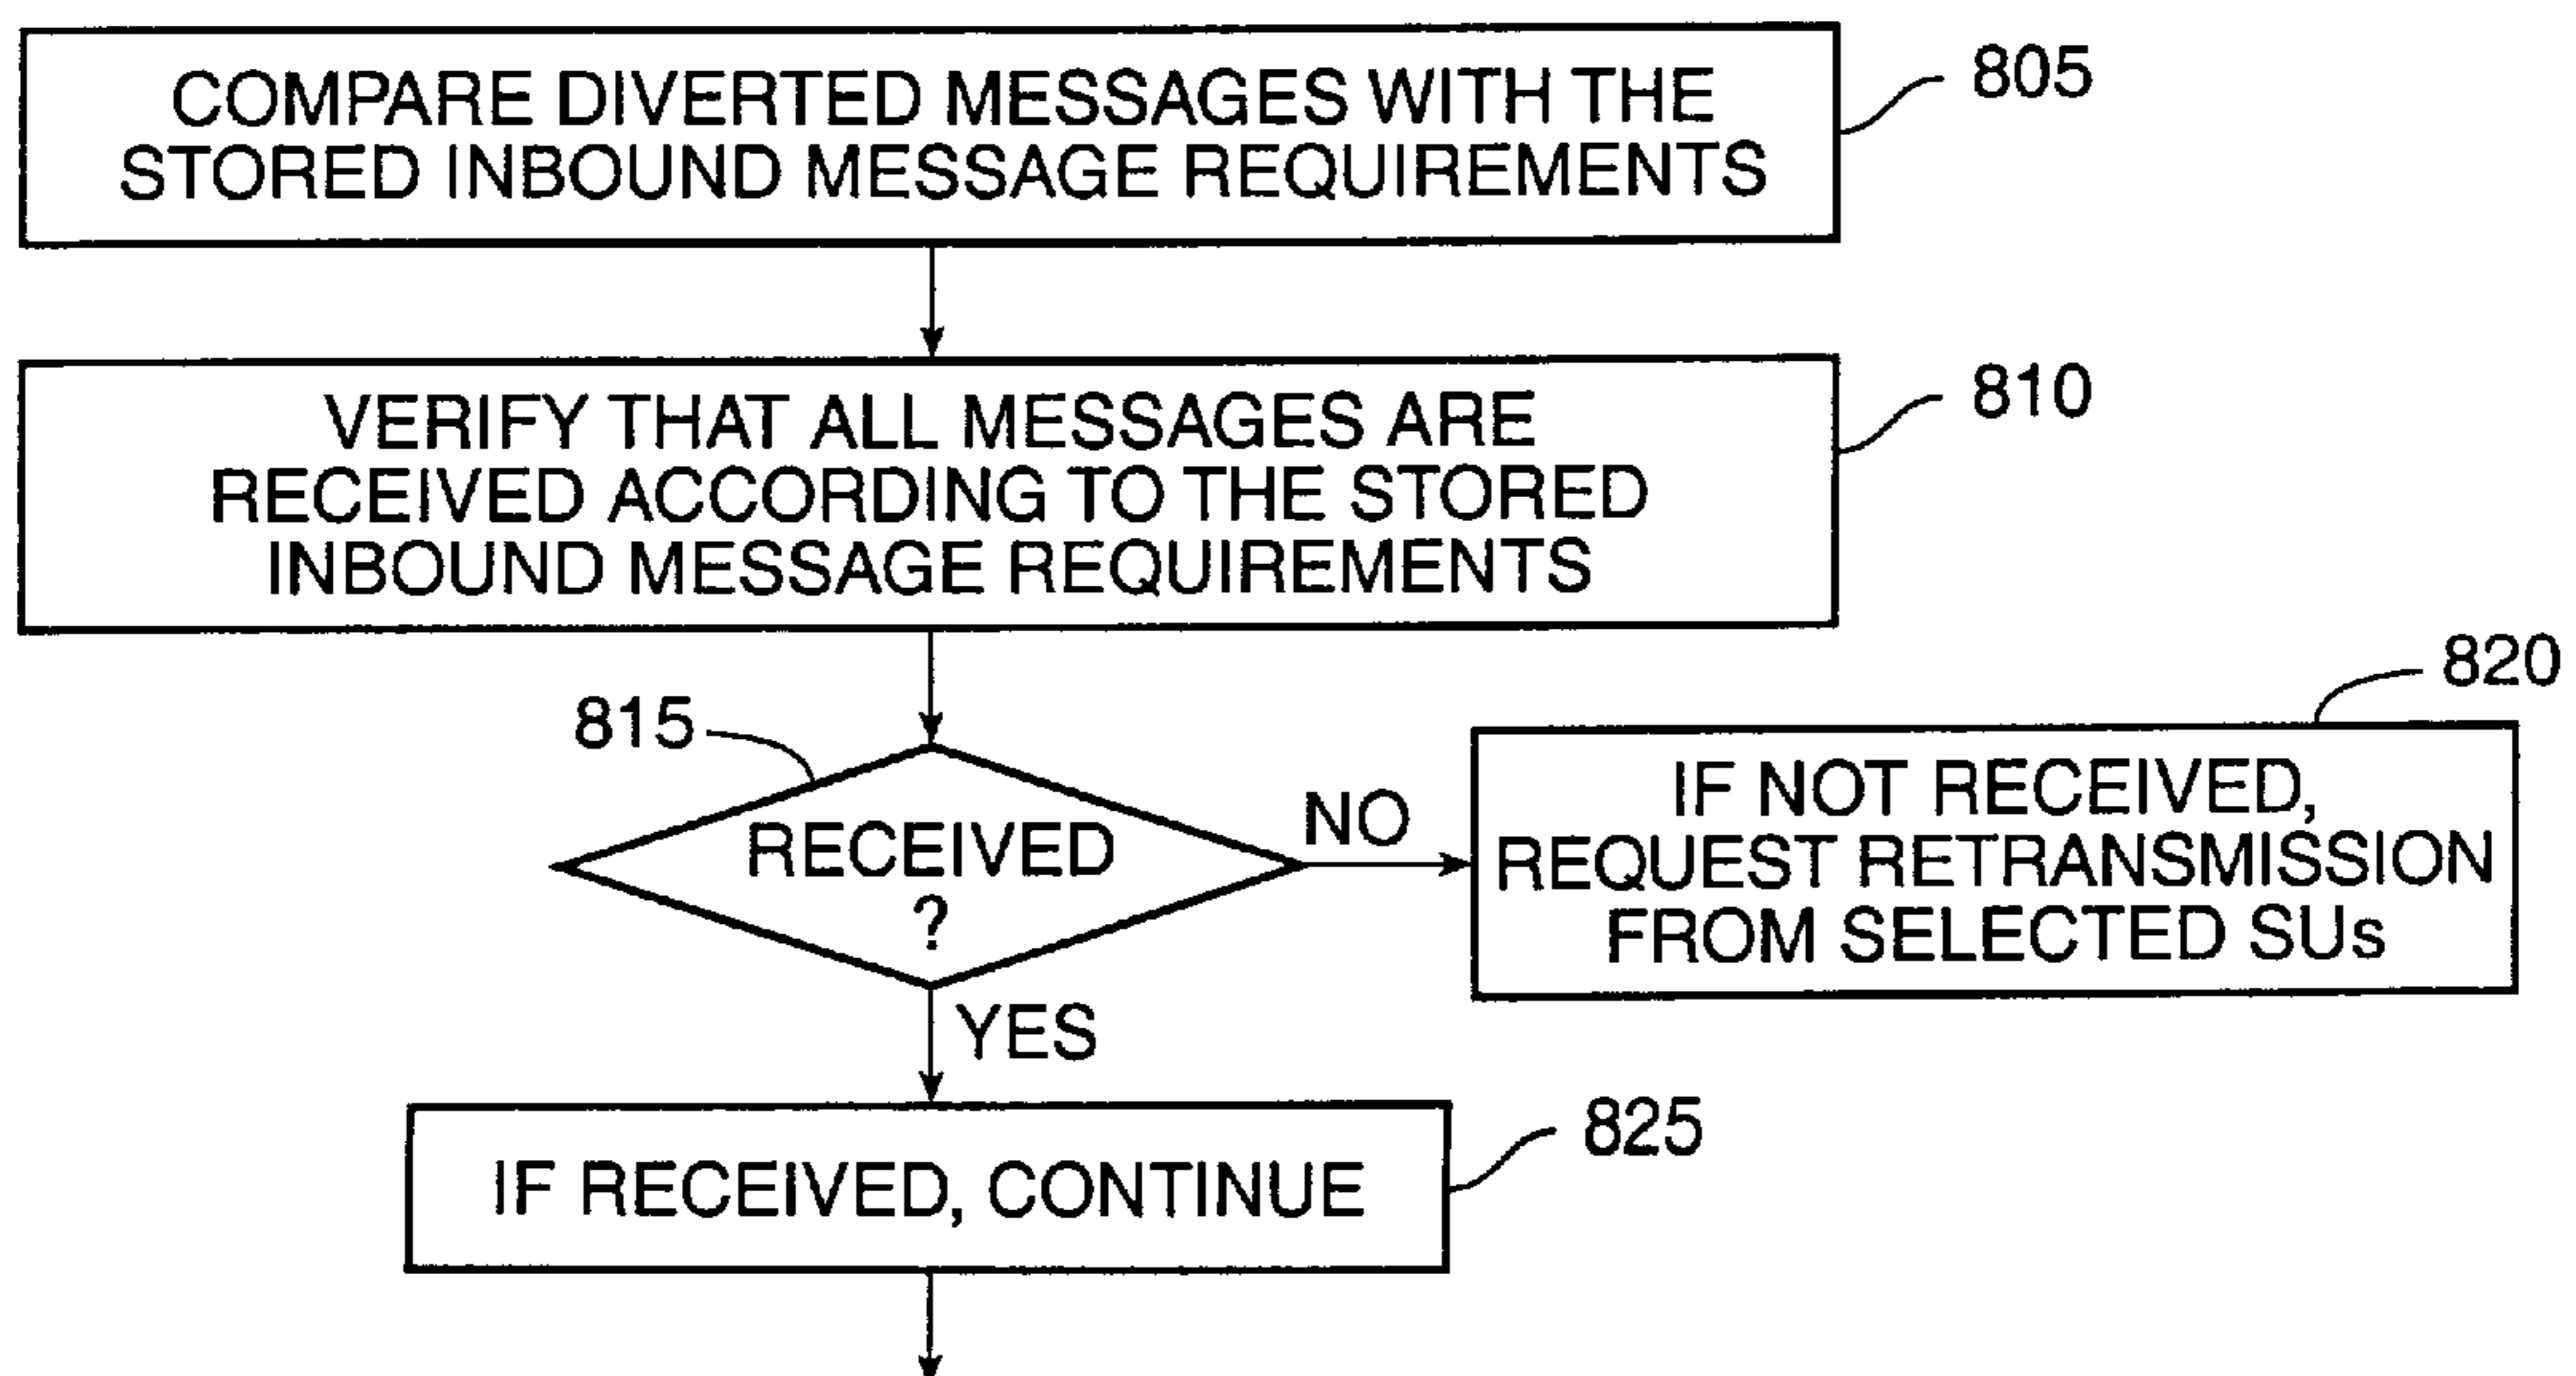 COMPARE DIVERTED MESSAGES WITH THE
STORED INBOUND MESSAGE REQUIREMENTS
805
VERIFY THAT ALL MESSAGES ARE
RECEIVED ACCORDING TO THE STORED
INBOUND MESSAGE REQUIREMENTS
810
815
RECEIVED
?
NO
820
IF NOT RECEIVED,
REQUEST RETRANSMISSION
FROM SELECTED SUs
YES
IF RECEIVED, CONTINUE
825